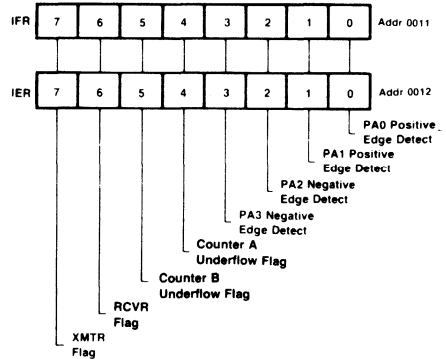 IFR 7 6 5 4 3 2 1 0 Addr 0011
IER 7 6 5 4 3 2 1 0 Addr 0012
PA0 Positive
Edge Detect
PA1 Positive
Edge Detect
PA2 Negative
Edge Detect
PA3 Negative
Edge Detect
Counter A
Underflow Flag
Counter B
Underflow Flag
RCVR
Flag
XMTR
Flag